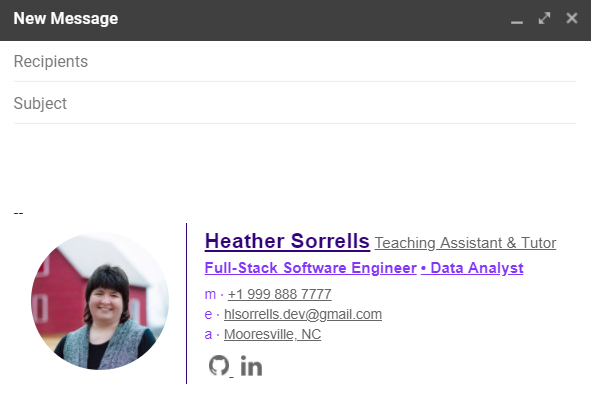 New Message
Recipients
Subject
--
Heather Sorrells Teaching Assistant & Tutor
Full-Stack Software Engineer • Data Analyst
m · +1 999 888 7777
e · hlsorrells.dev@gmail.com
a · Mooresville, NC
in